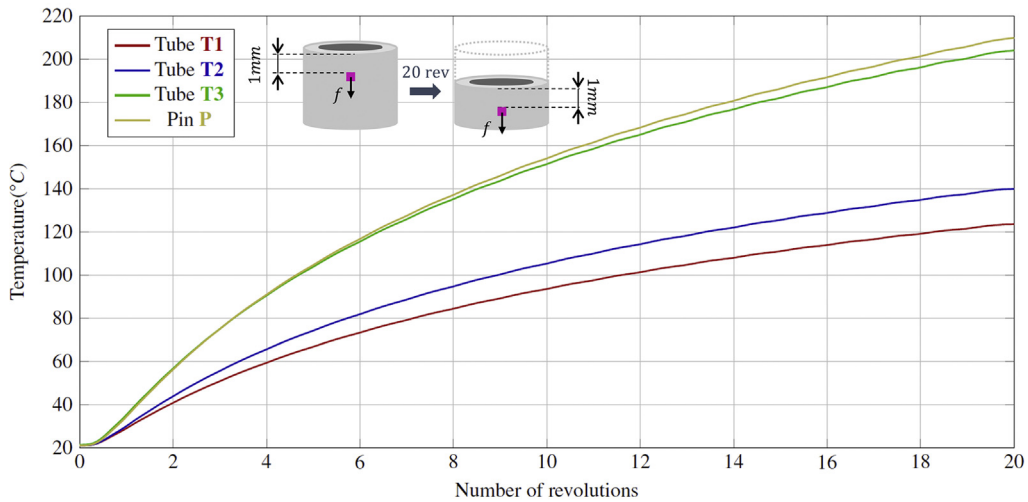 220
200
180
160
140
120
100
80
60
40
20
Temperature(°C)
Tube T1
Tube T2
Tube T3
Pin P
1mm
f
20 rev
1mm
f
0 2 4 6 8 10 12 14 16 18 20
Number of revolutions